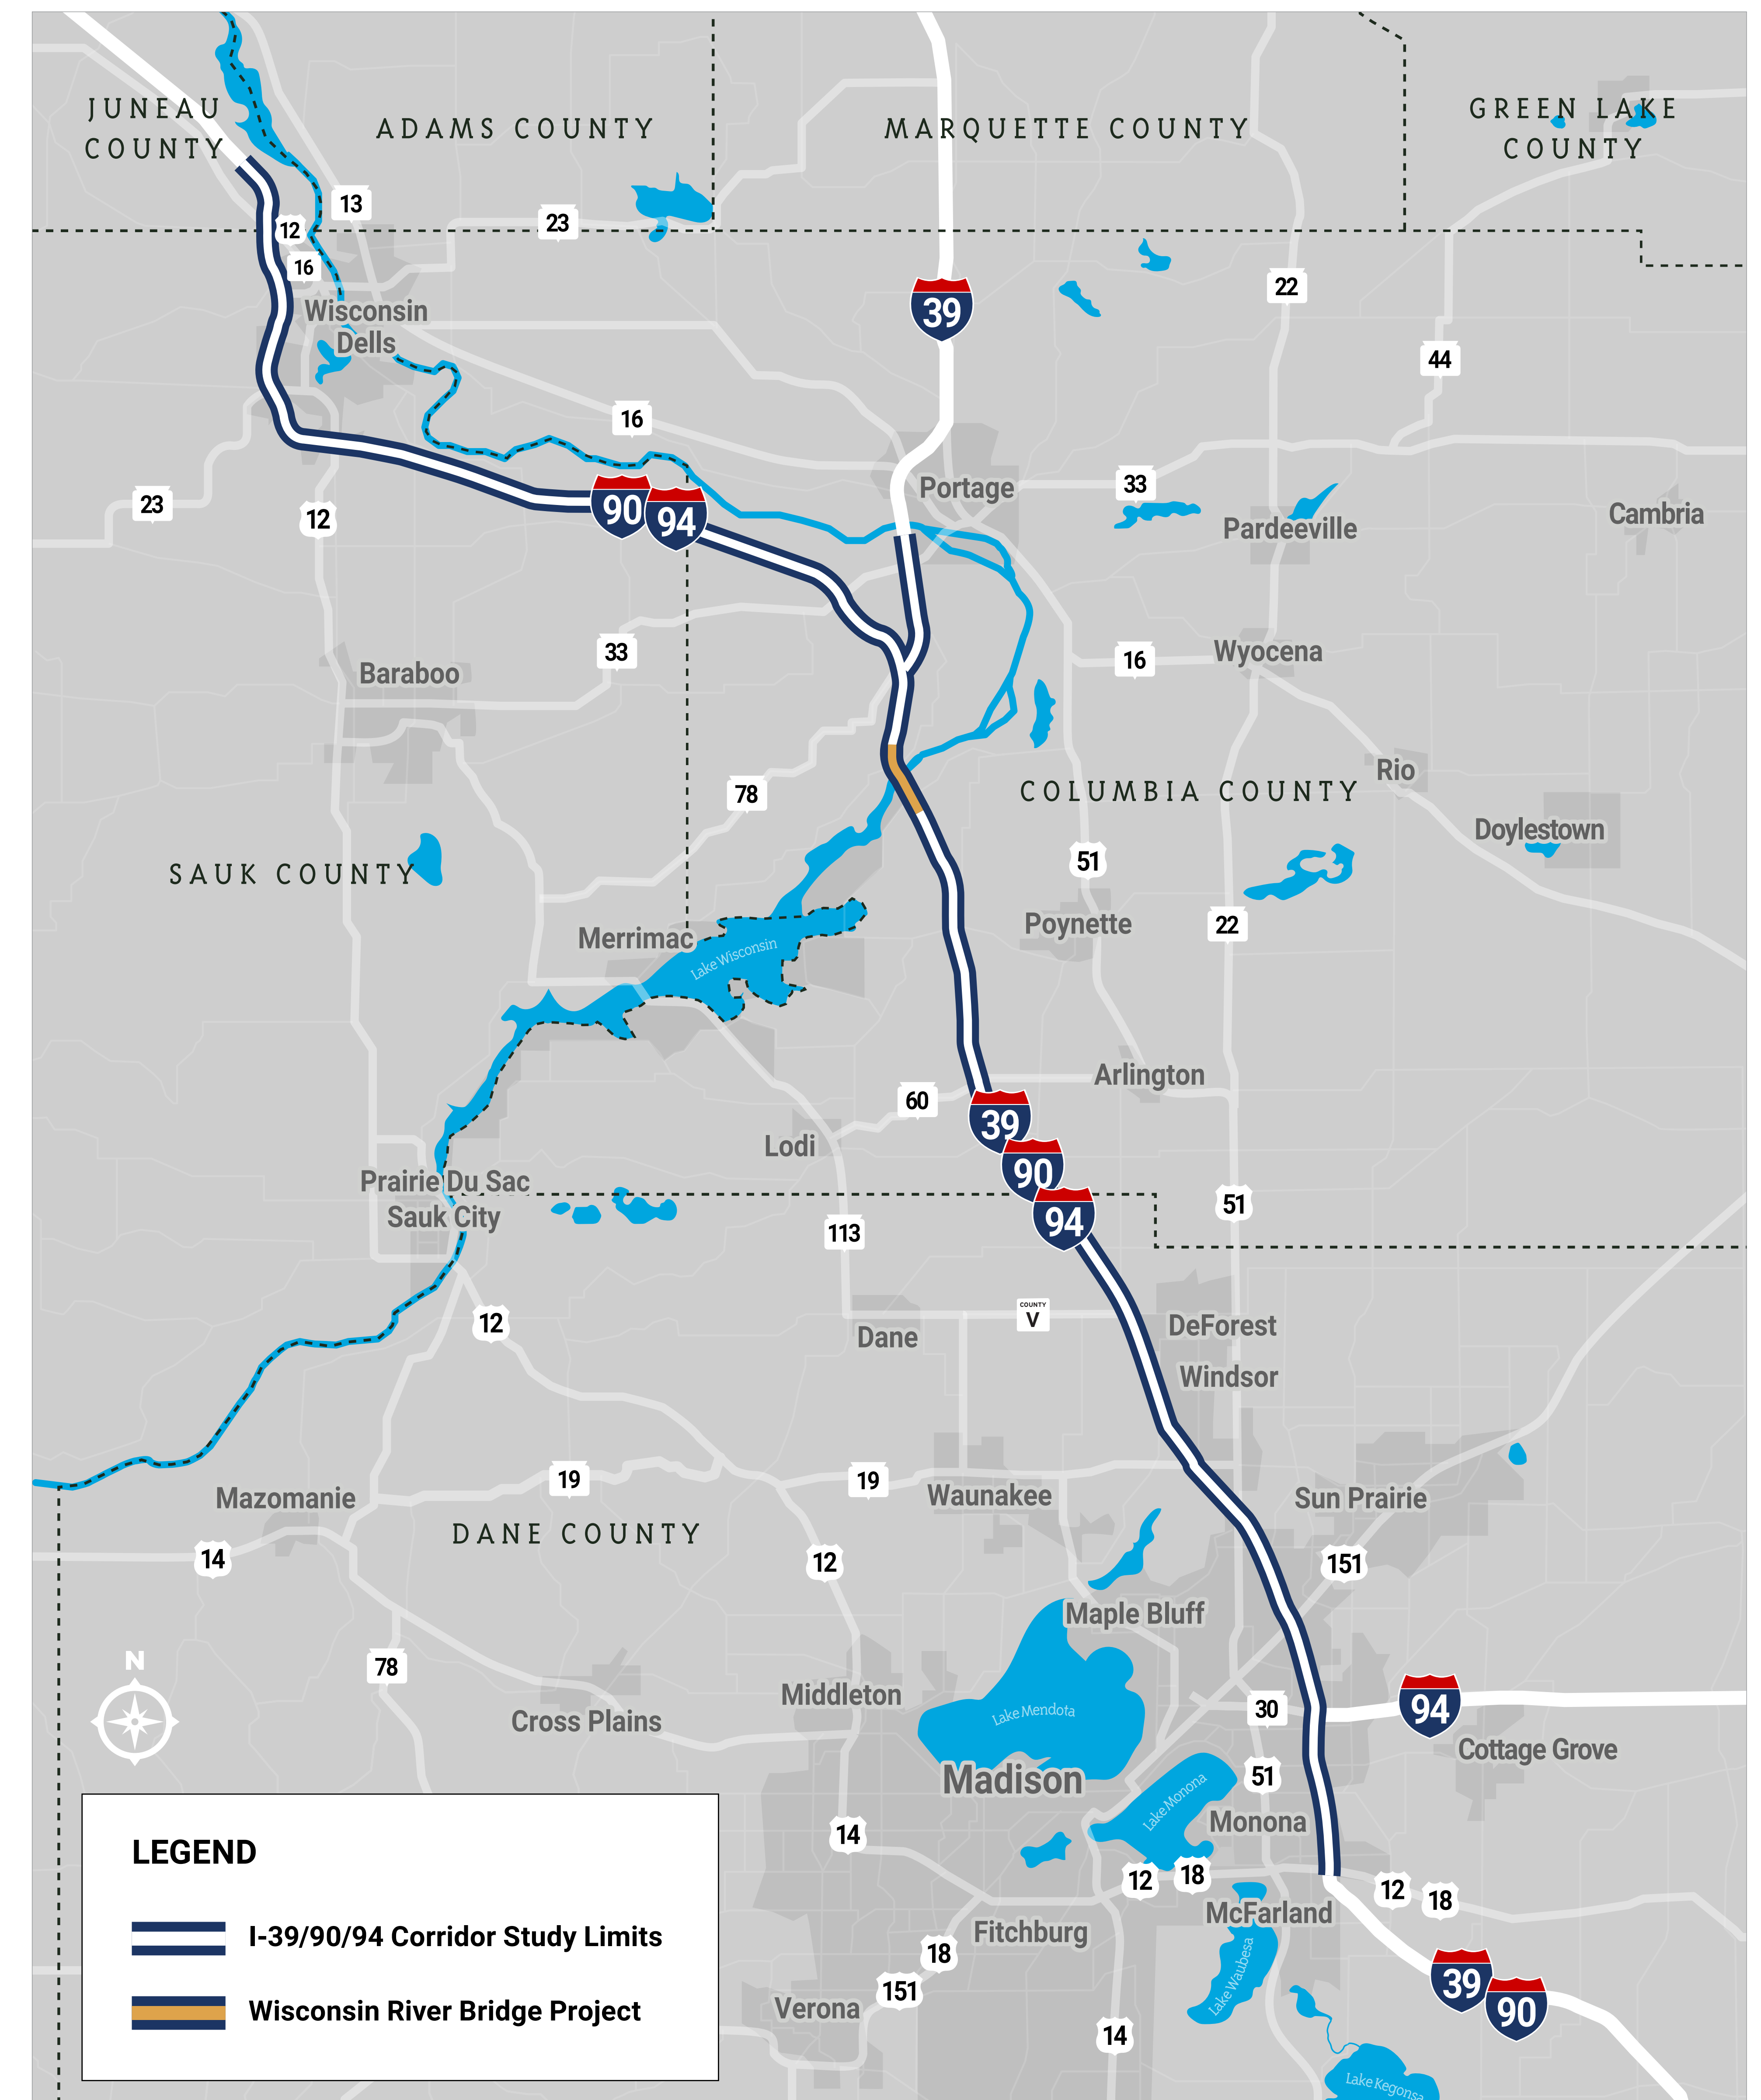 JUNEAU
COUNTY
ADAMS COUNTY
MARQUETTE COUNTY
GREEN LAKE
COUNTY
13
23
12
16
39
22
Wisconsin
Dells
44
16
23
12
90
94
Portage
33
Pardeeville
Cambria
33
Baraboo
16
Wyocena
78
COLUMBIA COUNTY
Rio
Doylestown
SAUK COUNTY
51
Poynette
22
Merrimac
Lake Wisconsin
60
39
Arlington
Lodi
90
Prairie Du Sac
Sauk City
94
51
113
12
COUNTY
V
Dane
DeForest
Windsor
19
19
Mazomanie
Waunakee
Sun Prairie
DANE COUNTY
14
12
151
Maple Bluff
N
78
Middleton
Cross Plains
Lake Mendota
30
94
Cottage Grove
Madison
51
Lake Monona
Monona
14
12
18
12
18
McFarland
Fitchburg
18
151
Verona
Lake Waubesa
39
90
14
Lake Kegonsa
LEGEND
I-39/90/94 Corridor Study Limits
Wisconsin River Bridge Project